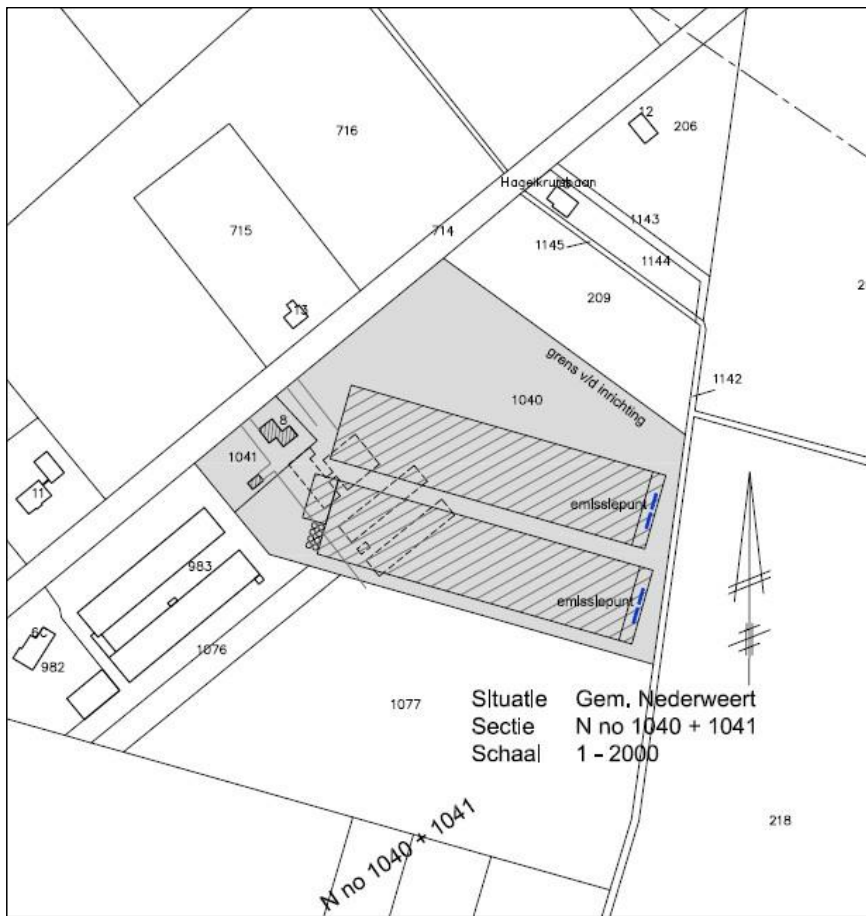 716
12
206
Hagelkruisbaan
715
714
1143
1145
1144
209
13
grens v/d inrichting
1142
1040
8
1041
11
emissiepunt
983
emissiepunt
6C
982
1076
1077
Situatie Gem. Nederweert
Sectie N no 1040 + 1041
Schaal 1 - 2000
218
N no 1040 + 1041